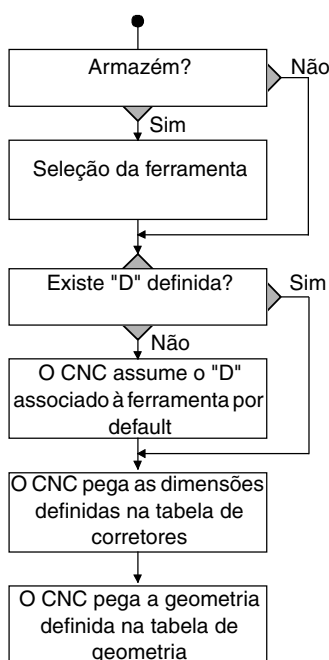 Armazém?
Não
Sim
Seleção da ferramenta
Existe "D" definida?
Sim
Não
O CNC assume o "D"
associado à ferramenta por
default
O CNC pega as dimensões
definidas na tabela de
corretores
O CNC pega a geometria
definida na tabela de
geometria